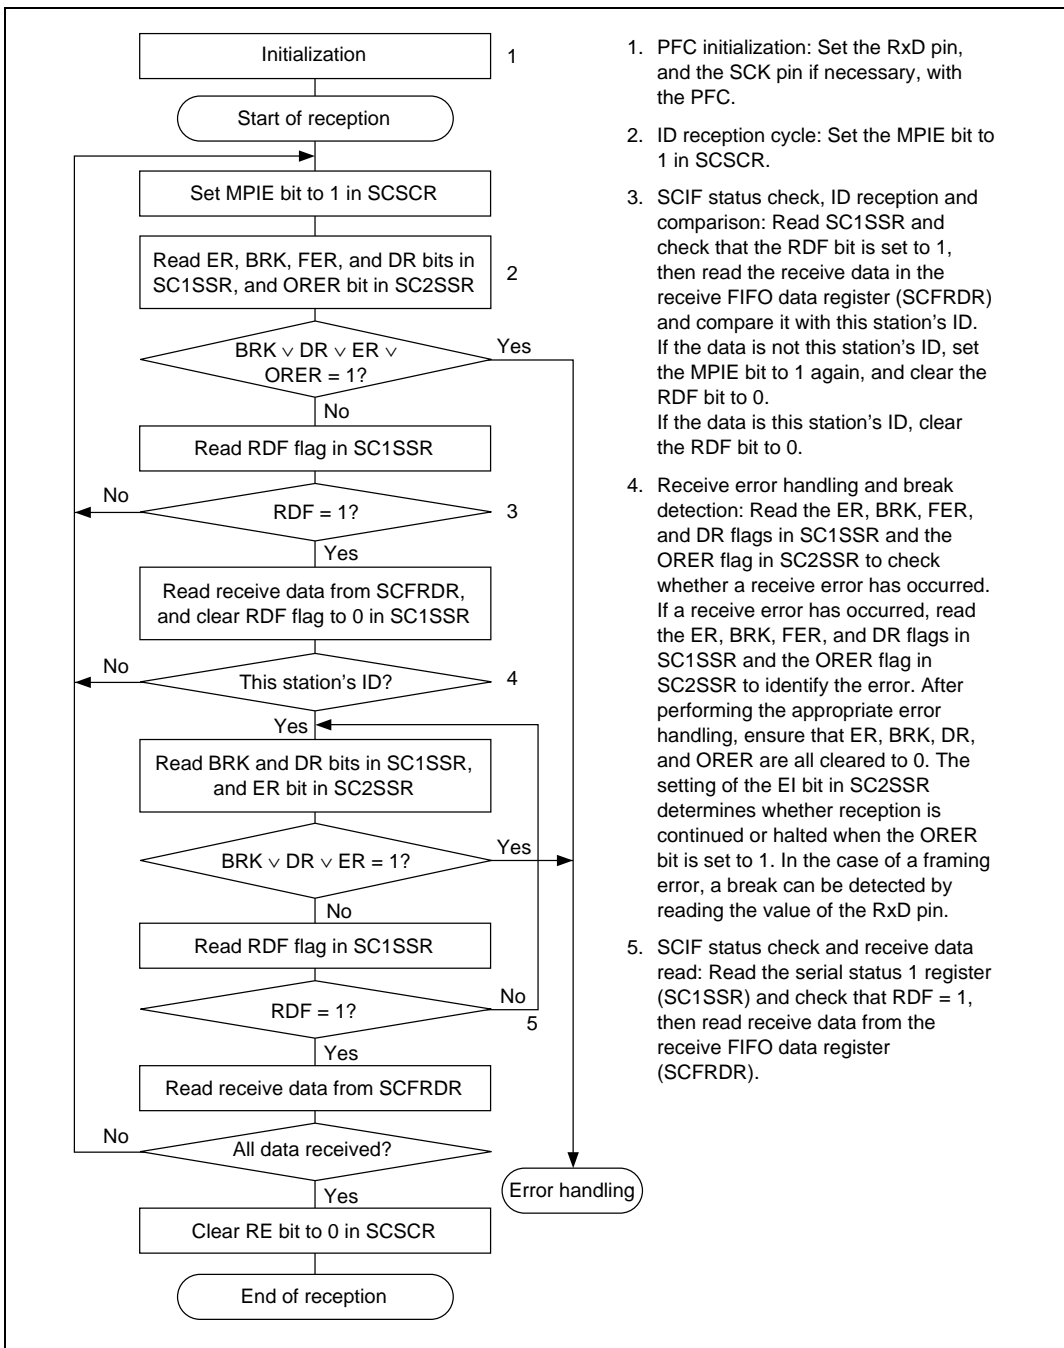 Initialization
1
Start of reception
Set MPIE bit to 1 in SCSCR
Read ER, BRK, FER, and DR bits in
SC1SSR, and ORER bit in SC2SSR
2
BRK ∨ DR ∨ ER ∨
ORER = 1?
Yes
No
Read RDF flag in SC1SSR
No
RDF = 1?
3
Yes
Read receive data from SCFRDR,
and clear RDF flag to 0 in SC1SSR
No
This station's ID?
4
Yes
Read BRK and DR bits in SC1SSR,
and ER bit in SC2SSR
BRK ∨ DR ∨ ER = 1?
Yes
No
Read RDF flag in SC1SSR
RDF = 1?
No
5
Yes
Read receive data from SCFRDR
No
All data received?
Error handling
Yes
Clear RE bit to 0 in SCSCR
End of reception
1. PFC initialization: Set the RxD pin,
and the SCK pin if necessary, with
the PFC.
2. ID reception cycle: Set the MPIE bit to
1 in SCSCR.
3. SCIF status check, ID reception and
comparison: Read SC1SSR and
check that the RDF bit is set to 1,
then read the receive data in the
receive FIFO data register (SCFRDR)
and compare it with this station's ID.
If the data is not this station's ID, set
the MPIE bit to 1 again, and clear the
RDF bit to 0.
If the data is this station's ID, clear
the RDF bit to 0.
4. Receive error handling and break
detection: Read the ER, BRK, FER,
and DR flags in SC1SSR and the
ORER flag in SC2SSR to check
whether a receive error has occurred.
If a receive error has occurred, read
the ER, BRK, FER, and DR flags in
SC1SSR and the ORER flag in
SC2SSR to identify the error. After
performing the appropriate error
handling, ensure that ER, BRK, DR,
and ORER are all cleared to 0. The
setting of the EI bit in SC2SSR
determines whether reception is
continued or halted when the ORER
bit is set to 1. In the case of a framing
error, a break can be detected by
reading the value of the RxD pin.
5. SCIF status check and receive data
read: Read the serial status 1 register
(SC1SSR) and check that RDF = 1,
then read receive data from the
receive FIFO data register
(SCFRDR).